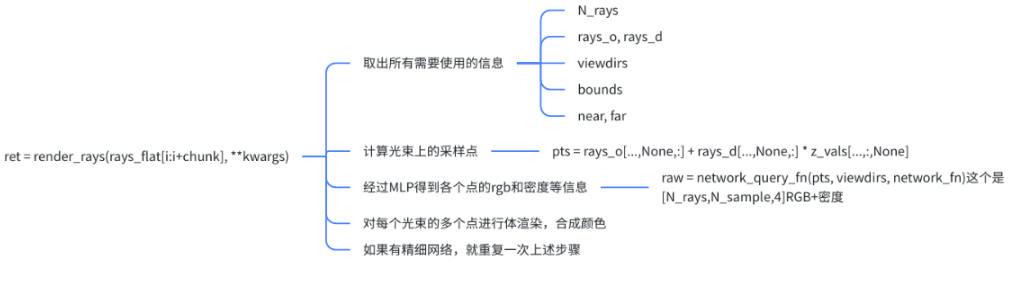 ret = render_rays(rays_flat[i:i+chunk], **kwargs)
取出所有需要使用的信息
N_rays
rays_o, rays_d
viewdirs
bounds
near, far
计算光束上的采样点
pts = rays_o[...,None,:] + rays_d[...,None,:] * z_vals[...,:,None]
经过MLP得到各个点的rgb和密度等信息
raw = network_query_fn(pts, viewdirs, network_fn)这个是
[N_rays,N_sample,4]RGB+密度
对每个光束的多个点进行体渲染，合成颜色
如果有精细网络，就重复一次上述步骤